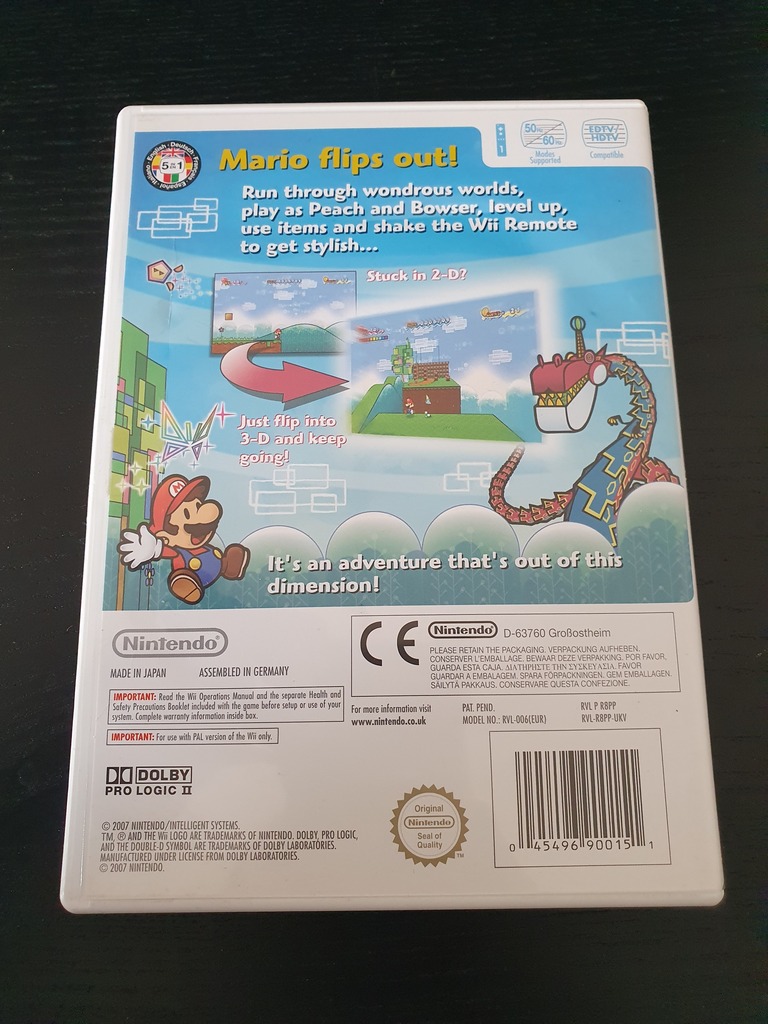 English · Deutsch · Français · Español · Italiano
5 IN 1
Mario flips out!
1
50Hz
60Hz
Modes
Supported
EDTV/
HDTV
Compatible
Run through wondrous worlds,
play as Peach and Bowser, level up,
use items and shake the Wii Remote
to get stylish...
Stuck in 2-D?
Just flip into
3-D and keep
going!
It's an adventure that's out of this
dimension!
Nintendo®
MADE IN JAPAN ASSEMBLED IN GERMANY
IMPORTANT: Read the Wii Operations Manual and the separate Health and
Safety Precautions Booklet included with the game before setup or use of your
system. Complete warranty information inside box.
IMPORTANT: For use with PAL version of the Wii only.
CE
Nintendo® D-63760 Großostheim
PLEASE RETAIN THE PACKAGING. VERPACKUNG AUFHEBEN.
CONSERVER L'EMBALLAGE. BEWAAR DEZE VERPAKKING. POR FAVOR,
GUARDA ESTA CAJA. ΔΙΑΤΗΡΗΣΤΕ ΤΗΝ ΣΥΣΚΕΥΑΣΙΑ. FAVOR
GUARDAR A EMBALAGEM. SPARA FÖRPACKNINGEN. GEM EMBALLAGEN.
SÄILYTÄ PAKKAUS. CONSERVARE QUESTA CONFEZIONE.
For more information visit
www.nintendo.co.uk
PAT. PEND. RVL P R8PP
MODEL NO.: RVL-006(EUR) RVL-R8PP-UKV
DOLBY
PRO LOGIC II
Original
Nintendo
Seal of
Quality
TM
© 2007 NINTENDO/INTELLIGENT SYSTEMS.
TM, ® AND THE Wii LOGO ARE TRADEMARKS OF NINTENDO. DOLBY, PRO LOGIC,
AND THE DOUBLE-D SYMBOL ARE TRADEMARKS OF DOLBY LABORATORIES.
MANUFACTURED UNDER LICENSE FROM DOLBY LABORATORIES.
© 2007 NINTENDO.
0 45496 90015 1